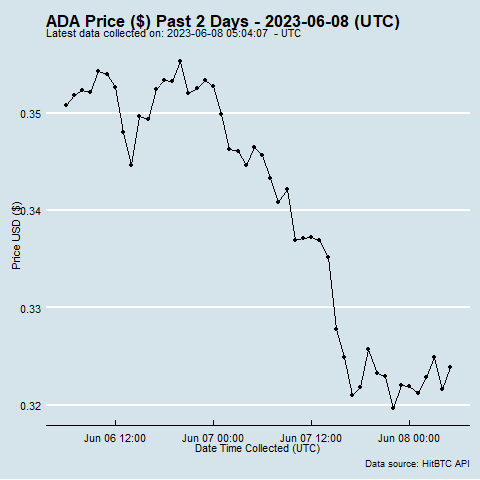 ADA Price ($) Past 2 Days - 2023-06-08 (UTC)
Latest data collected on: 2023-06-08 05:04:07  - UTC
0.35
0.34
0.33
0.32
Price USD ($)
Jun 06 12:00
Jun 07 00:00
Jun 07 12:00
Jun 08 00:00
Date Time Collected (UTC)
Data source: HitBTC API